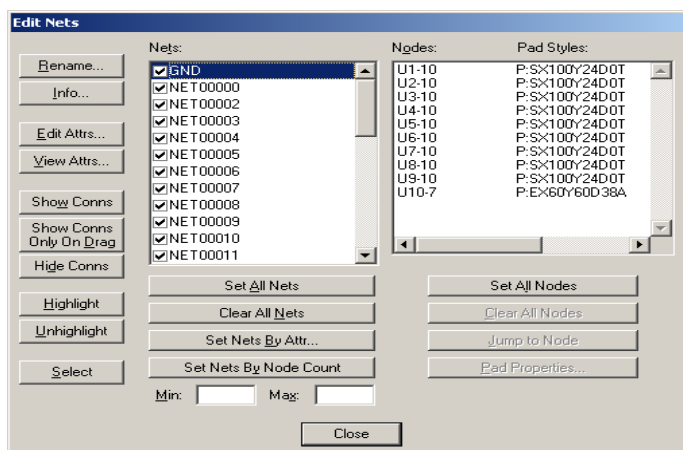 Edit Nets
Nets:
Nodes: Pad Styles:
Rename...
Info...
Edit Attrs...
View Attrs...
Show Conns
Show Conns
Only On Drag
Hide Conns
Highlight
Unhighlight
Select
GND
NET00000
NET00002
NET00003
NET00004
NET00005
NET00006
NET00007
NET00008
NET00009
NET00010
NET00011
U1-10 P:SX100Y24D0T
U2-10 P:SX100Y24D0T
U3-10 P:SX100Y24D0T
U4-10 P:SX100Y24D0T
U5-10 P:SX100Y24D0T
U6-10 P:SX100Y24D0T
U7-10 P:SX100Y24D0T
U8-10 P:SX100Y24D0T
U9-10 P:SX100Y24D0T
U10-7 P:EX60Y60D38A
Set All Nets
Clear All Nets
Set Nets By Attr...
Set Nets By Node Count
Min: Max:
Set All Nodes
Clear All Nodes
Jump to Node
Pad Properties...
Close